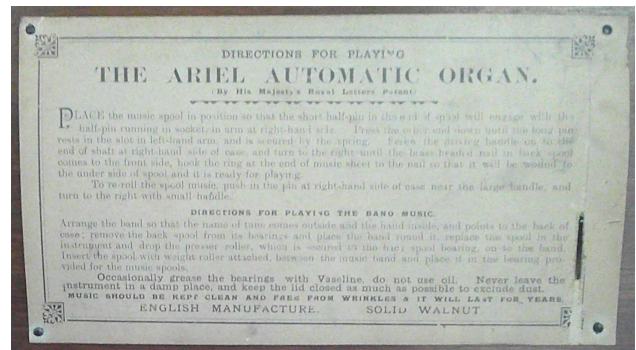 DIRECTIONS FOR PLAYING
THE ARIEL AUTOMATIC ORGAN.
(By His Majesty's Royal Letters Patent)
PLACE the music spool in position so that the short half-pin in the end of spool will engage with the
half-pin running in socket in arm at right-hand side. Press the other end down until the long pin
rests in the slot in left-hand arm, and is secured by the spring. the driving handle on to the
end of shaft at right-hand side of case, and turn to the right until the brass-headed nail in back spool
comes to the front side, hook the ring at the end of music sheet to the nail so that it will be to
the under side of spool and it is ready for playing.
To re-roll the spool music, push in the pin at right-hand side of case near the large handle, and
turn to the right with small handle.
DIRECTIONS FOR PLAYING THE BAND MUSIC.
Arrange the band so that the name of tune comes outside and the hand inside, and points to the back of
case; remove the back spool from its bearings and place the band round it, replace the spool in the
instrument and drop the presser roller, which is secured to the spool bearing, on to the band.
Insert the spool with weight roller attached, between the music band and place it in the bearing pro-
vided for the music spools.
Occasionally grease the bearings with Vaseline, do not use oil. Never leave the
instrument in a damp place, and keep the lid closed as much as possible to exclude dust.
MUSIC SHOULD BE KEPT CLEAN AND FREE FROM WRINKLES & IT WILL LAST FOR YEARS.
ENGLISH MANUFACTURE. SOLID WALNUT